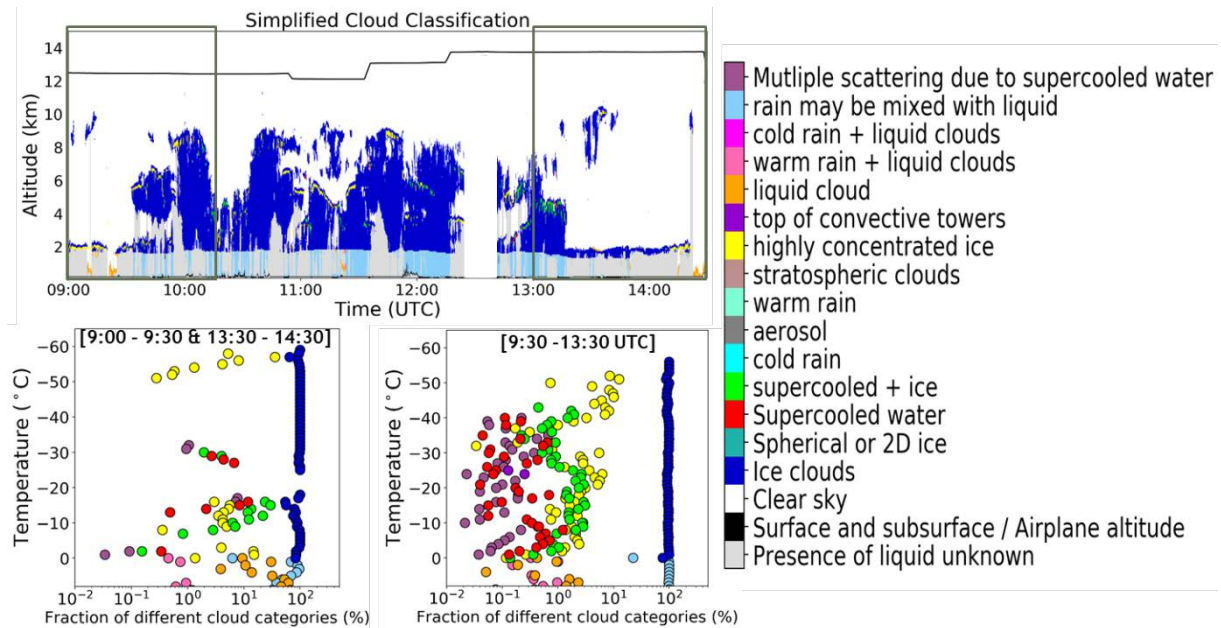 Simplified Cloud Classification
14
12
10
8
6
4
2
Altitude (km)
09:00 10:00 11:00 12:00 13:00 14:00
Time (UTC)
Mutliple scattering due to supercooled water
rain may be mixed with liquid
cold rain + liquid clouds
warm rain + liquid clouds
liquid cloud
top of convective towers
highly concentrated ice
stratospheric clouds
warm rain
aerosol
cold rain
supercooled + ice
Supercooled water
Spherical or 2D ice
Ice clouds
Clear sky
Surface and subsurface / Airplane altitude
Presence of liquid unknown
[9:00 - 9:30 & 13:30 - 14:30]
−60
−50
−40
−30
−20
−10
0
Temperature (°C)
10⁻² 10⁻¹ 10⁰ 10¹ 10²
Fraction of different cloud categories (%)
[9:30 -13:30 UTC]
−60
−50
−40
−30
−20
−10
0
Temperature (°C)
10⁻² 10⁻¹ 10⁰ 10¹ 10²
Fraction of different cloud categories (%)